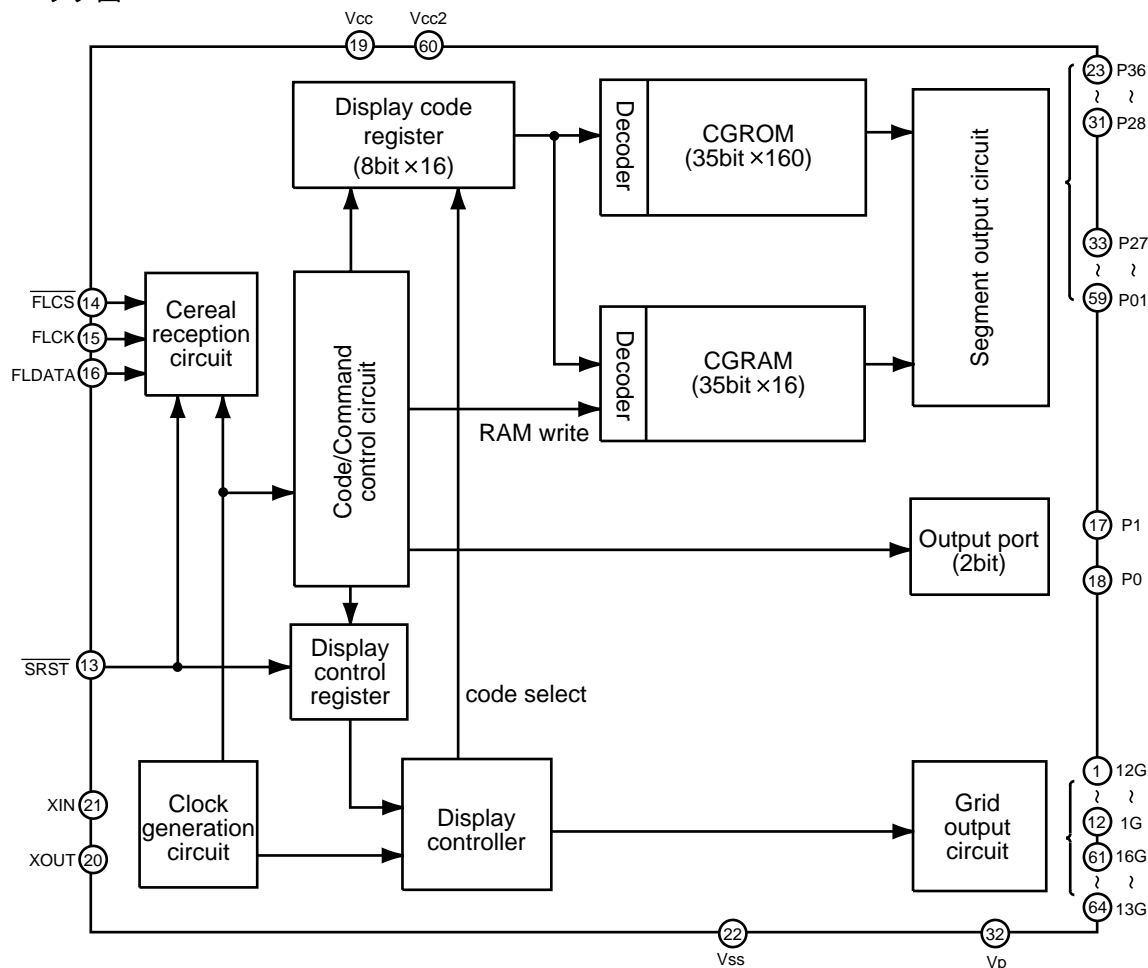 Vcc
Vcc2
19
60
Display code
register
(8bit ×16)
Decoder
CGROM
(35bit ×160)
Segment output circuit
23 P36
~ ~
31 P28
33 P27
~ ~
59 P01
FLCS 14
FLCK 15
FLDATA 16
Cereal
reception
circuit
Code/Command
control circuit
Decoder
CGRAM
(35bit ×16)
RAM write
Output port
(2bit)
17 P1
18 P0
SRST 13
Display
control
register
code select
XIN 21
XOUT 20
Clock
generation
circuit
Display
controller
Grid
output
circuit
1 12G
~ ~
12 1G
61 16G
~ ~
64 13G
22
Vss
32
Vp